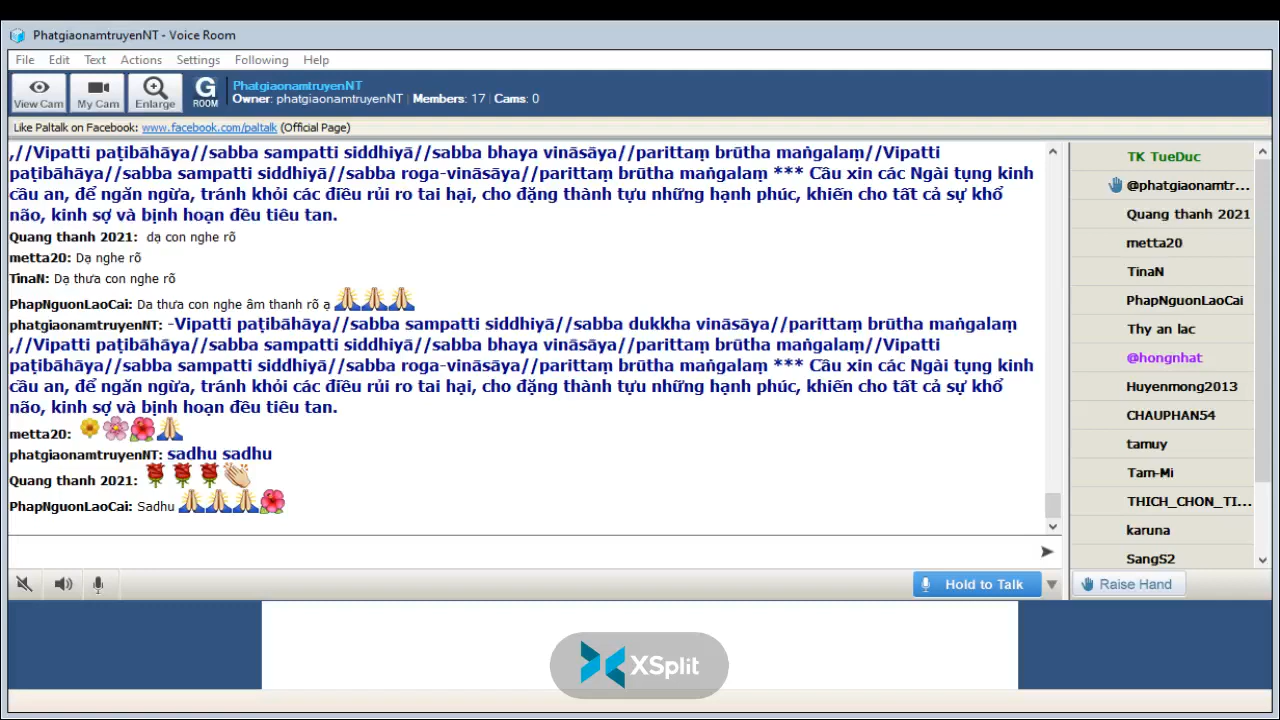 PhatgiaonamtruyenNT - Voice Room
File Edit Text Actions Settings Following Help
View Cam My Cam Enlarge G ROOM
PhatgiaonamtruyenNT
Owner: phatgiaonamtruyenNT | Members: 17 | Cams: 0
Like Paltalk on Facebook: www.facebook.com/paltalk (Official Page)
,//Vipatti paṭibāhāya//sabba sampatti siddhiyā//sabba bhaya vināsāya//parittaṃ brūtha maṅgalaṃ//Vipatti
paṭibāhāya//sabba sampatti siddhiyā//sabba roga-vināsāya//parittaṃ brūtha maṅgalaṃ *** Cầu xin các Ngài tụng kinh
cầu an, để ngăn ngừa, tránh khỏi các điều rủi ro tai hại, cho đặng thành tựu những hạnh phúc, khiến cho tất cả sự khổ
não, kinh sợ và bịnh hoạn đều tiêu tan.
Quang thanh 2021: dạ con nghe rõ
metta20: Dạ nghe rõ
TinaN: Dạ thưa con nghe rõ
PhapNguonLaoCai: Da thưa con nghe âm thanh rõ ạ
phatgiaonamtruyenNT: -Vipatti paṭibāhāya//sabba sampatti siddhiyā//sabba dukkha vināsāya//parittaṃ brūtha maṅgalaṃ
,//Vipatti paṭibāhāya//sabba sampatti siddhiyā//sabba bhaya vināsāya//parittaṃ brūtha maṅgalaṃ//Vipatti
paṭibāhāya//sabba sampatti siddhiyā//sabba roga-vināsāya//parittaṃ brūtha maṅgalaṃ *** Cầu xin các Ngài tụng kinh
cầu an, để ngăn ngừa, tránh khỏi các điều rủi ro tai hại, cho đặng thành tựu những hạnh phúc, khiến cho tất cả sự khổ
não, kinh sợ và bịnh hoạn đều tiêu tan.
metta20:
phatgiaonamtruyenNT: sadhu sadhu
Quang thanh 2021:
PhapNguonLaoCai: Sadhu
TK TueDuc
@phatgiaonamtr...
Quang thanh 2021
metta20
TinaN
PhapNguonLaoCai
Thy an lac
@hongnhat
Huyenmong2013
CHAUPHAN54
tamuy
Tam-Mi
THICH_CHON_TI...
karuna
SangS2
Hold to Talk
Raise Hand
XSplit